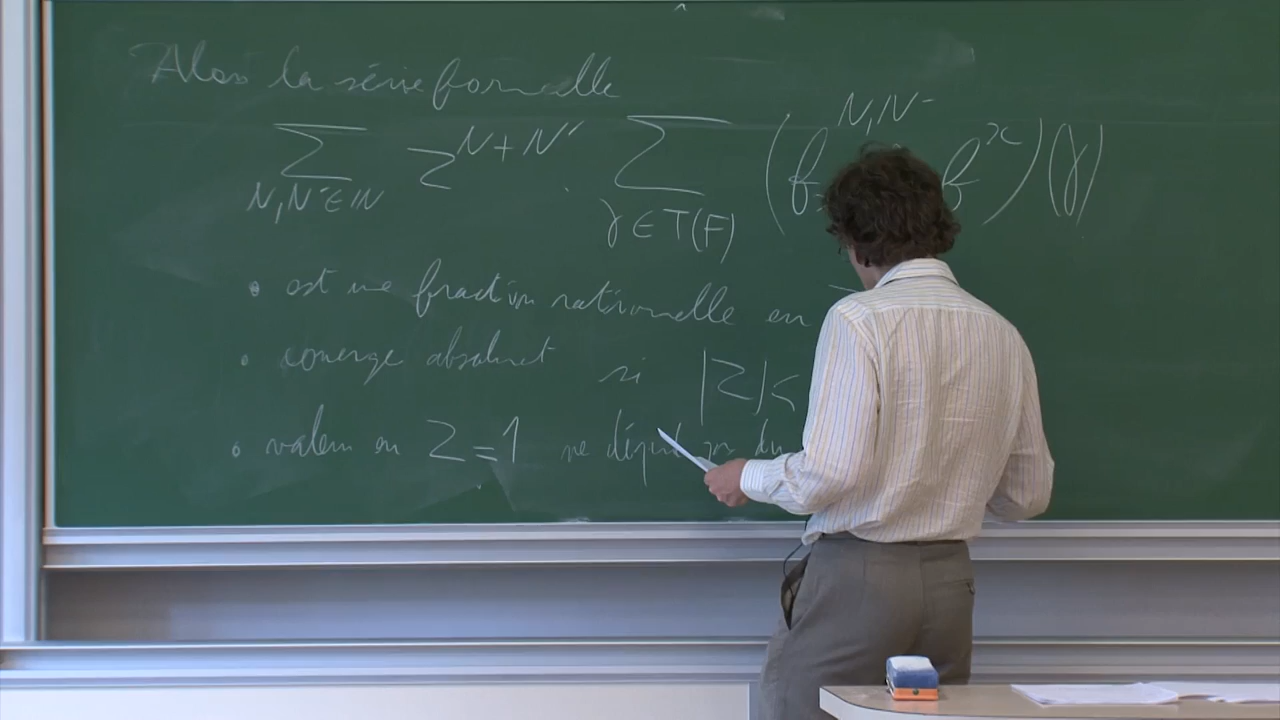 Alors la série formelle
∑_{N,N'∈ℕ} Z^{N+N'} · ∑_{γ∈T(F)} (f^{N,N'} f^x)(γ)
• est une fraction rationnelle en
• converge absolument si |Z|<
• valeur en Z=1 ne dépend pas du